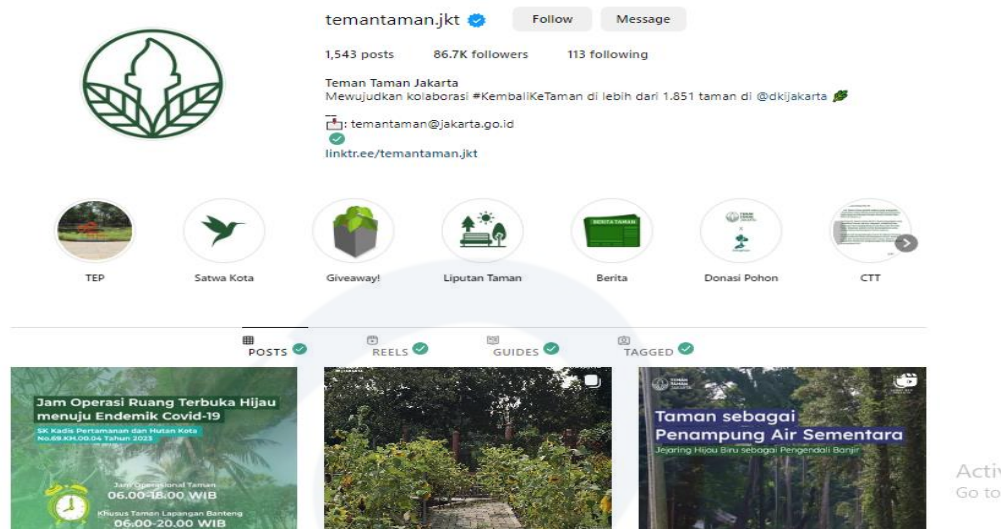 temantaman.jkt Follow Message
1,543 posts 86.7K followers 113 following
Teman Taman Jakarta
Mewujudkan kolaborasi #KembaliKeTaman di lebih dari 1.851 taman di @dkijakarta
: temantaman@jakarta.go.id
linktr.ee/temantaman.jkt
TEP Satwa Kota Giveaway! Liputan Taman Berita Donasi Pohon CTT
BERITA TAMAN
POSTS REELS GUIDES TAGGED
Jam Operasi Ruang Terbuka Hijau
menuju Endemik Covid-19
SK Kadis Pertamanan dan Hutan Kota
No.69.KH.00.04 Tahun 2023
Jam Operasional Taman
06.00-18.00 WIB
Khusus Taman Lapangan Banteng
06.00-20.00 WIB
Taman sebagai
Penampung Air Sementara
Jejaring Hijau Biru sebagai Pengendali Banjir
Activ
Go to